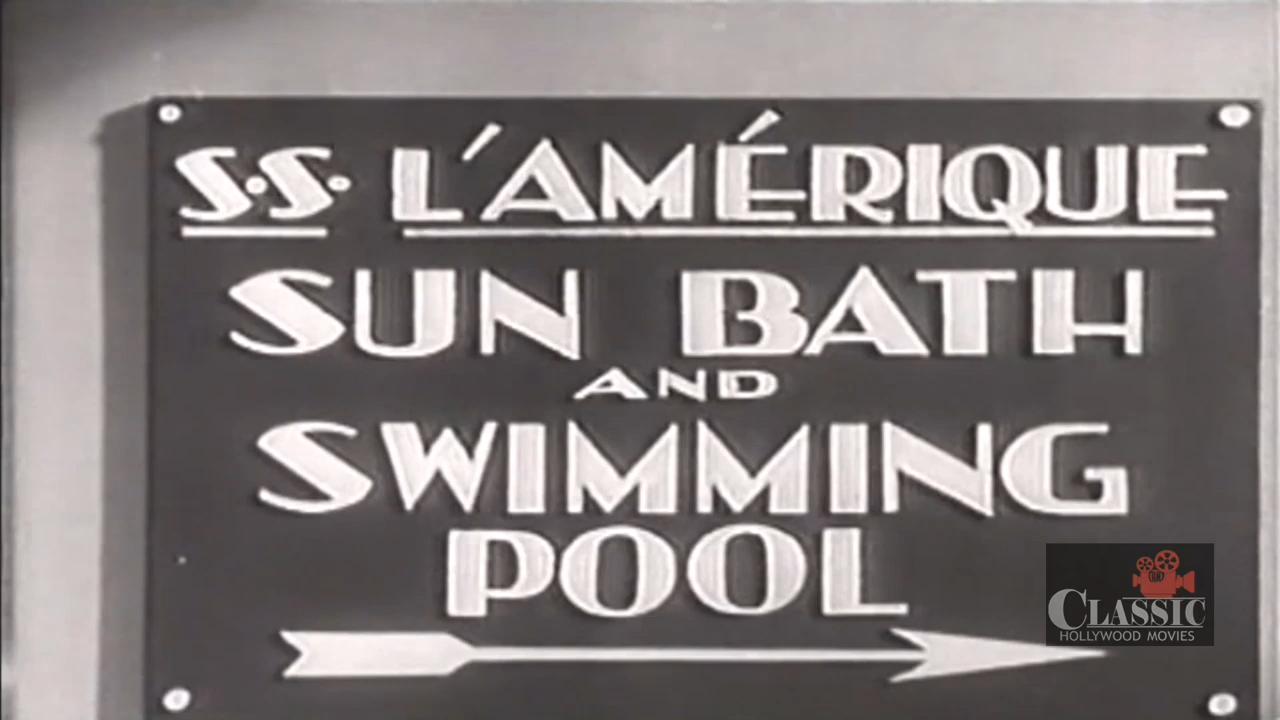 S·S· L'AMÉRIQUE
SUN BATH
AND
SWIMMING
POOL
CLASSIC
HOLLYWOOD MOVIES